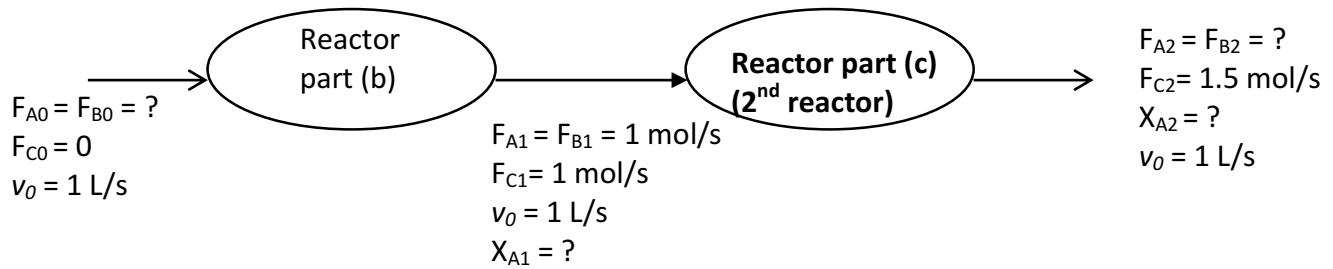 Reactor
part (b)
Reactor part (c)
(2nd reactor)
FA0 = FB0 = ?
FC0 = 0
v0 = 1 L/s
FA1 = FB1 = 1 mol/s
FC1= 1 mol/s
v0 = 1 L/s
XA1 = ?
FA2 = FB2 = ?
FC2= 1.5 mol/s
XA2 = ?
v0 = 1 L/s